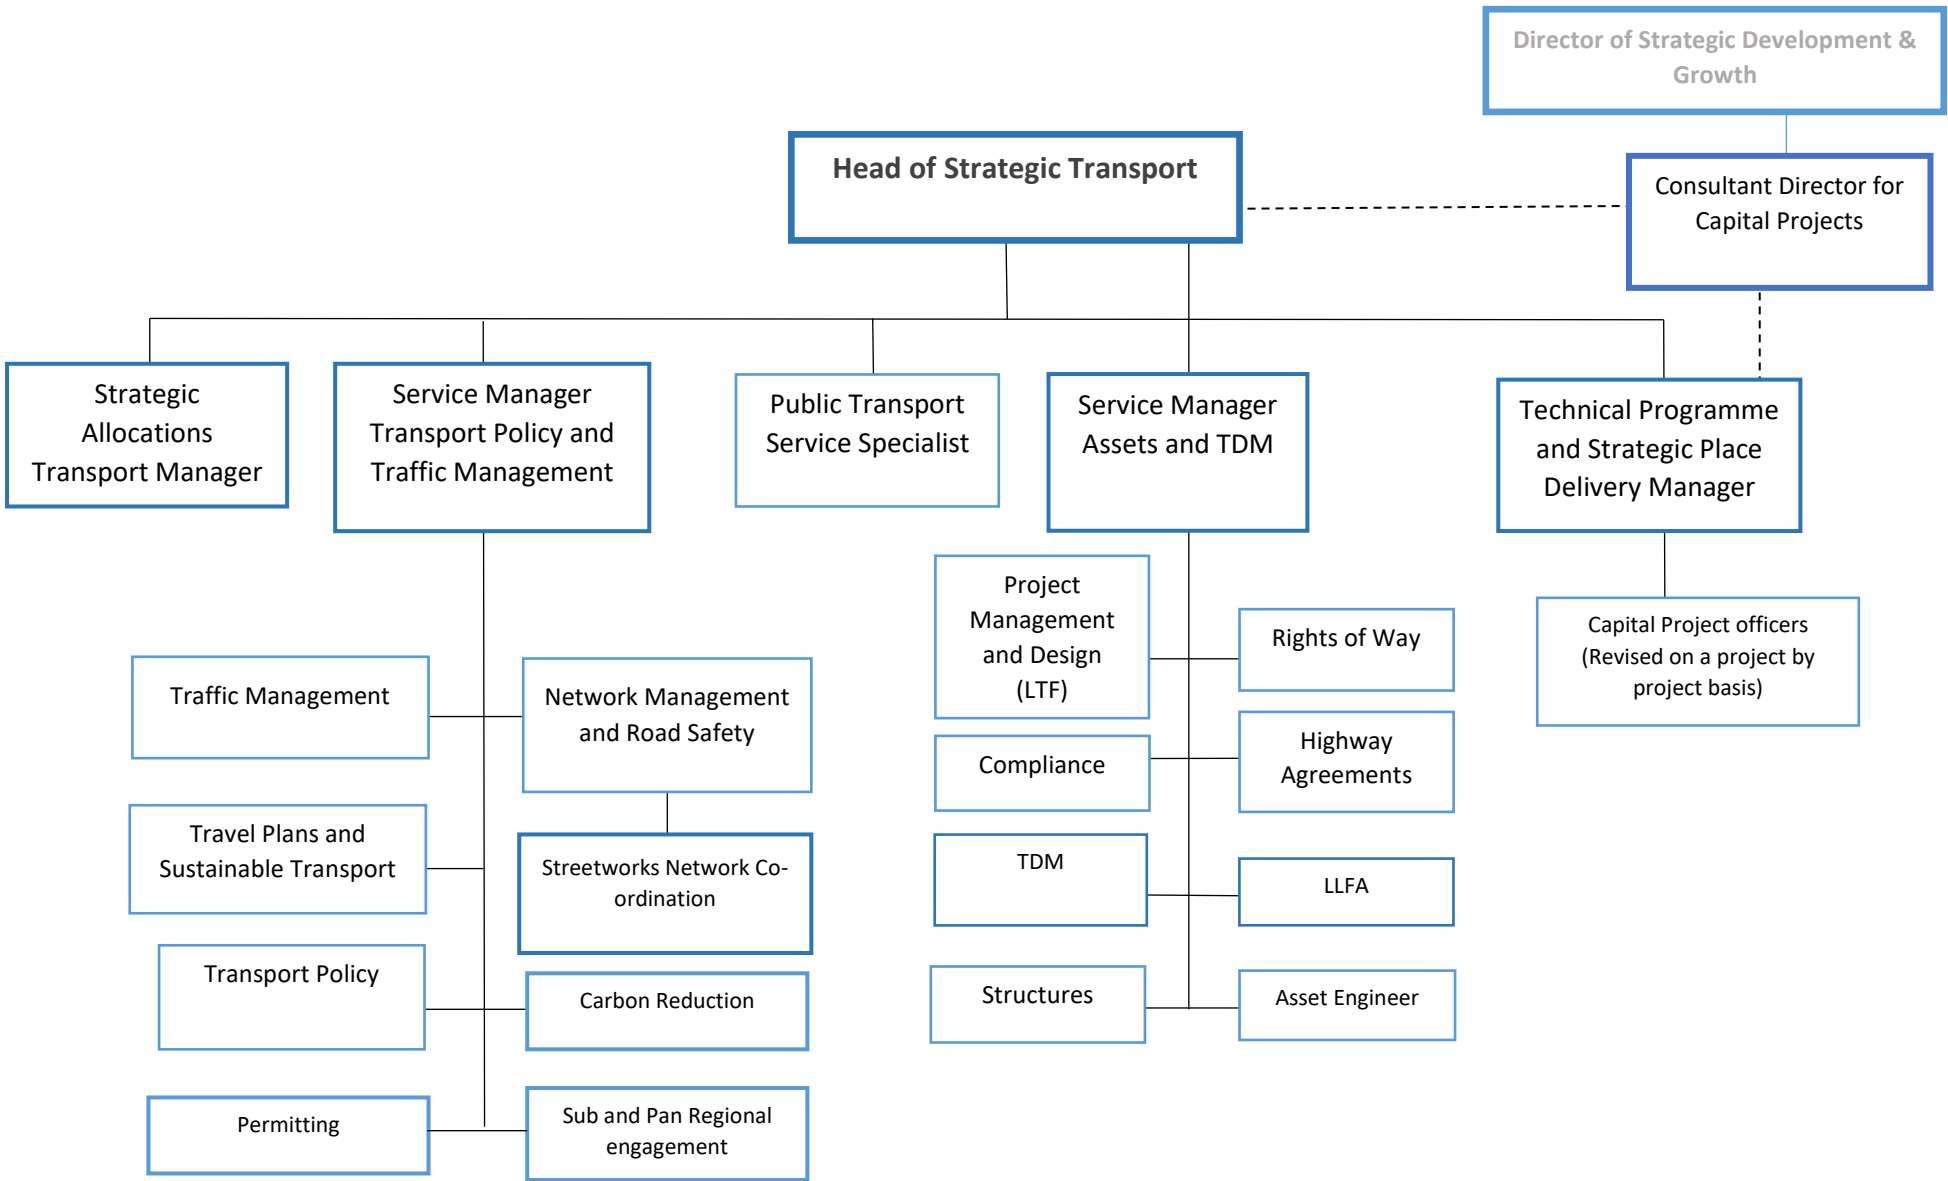 Director of Strategic Development &
Growth
Head of Strategic Transport
Consultant Director for
Capital Projects
Strategic
Allocations
Transport Manager
Service Manager
Transport Policy and
Traffic Management
Public Transport
Service Specialist
Service Manager
Assets and TDM
Technical Programme
and Strategic Place
Delivery Manager
Traffic Management
Network Management
and Road Safety
Travel Plans and
Sustainable Transport
Streetworks Network Co-
ordination
Transport Policy
Carbon Reduction
Permitting
Sub and Pan Regional
engagement
Project
Management
and Design
(LTF)
Rights of Way
Compliance
Highway
Agreements
TDM
LLFA
Structures
Asset Engineer
Capital Project officers
(Revised on a project by
project basis)